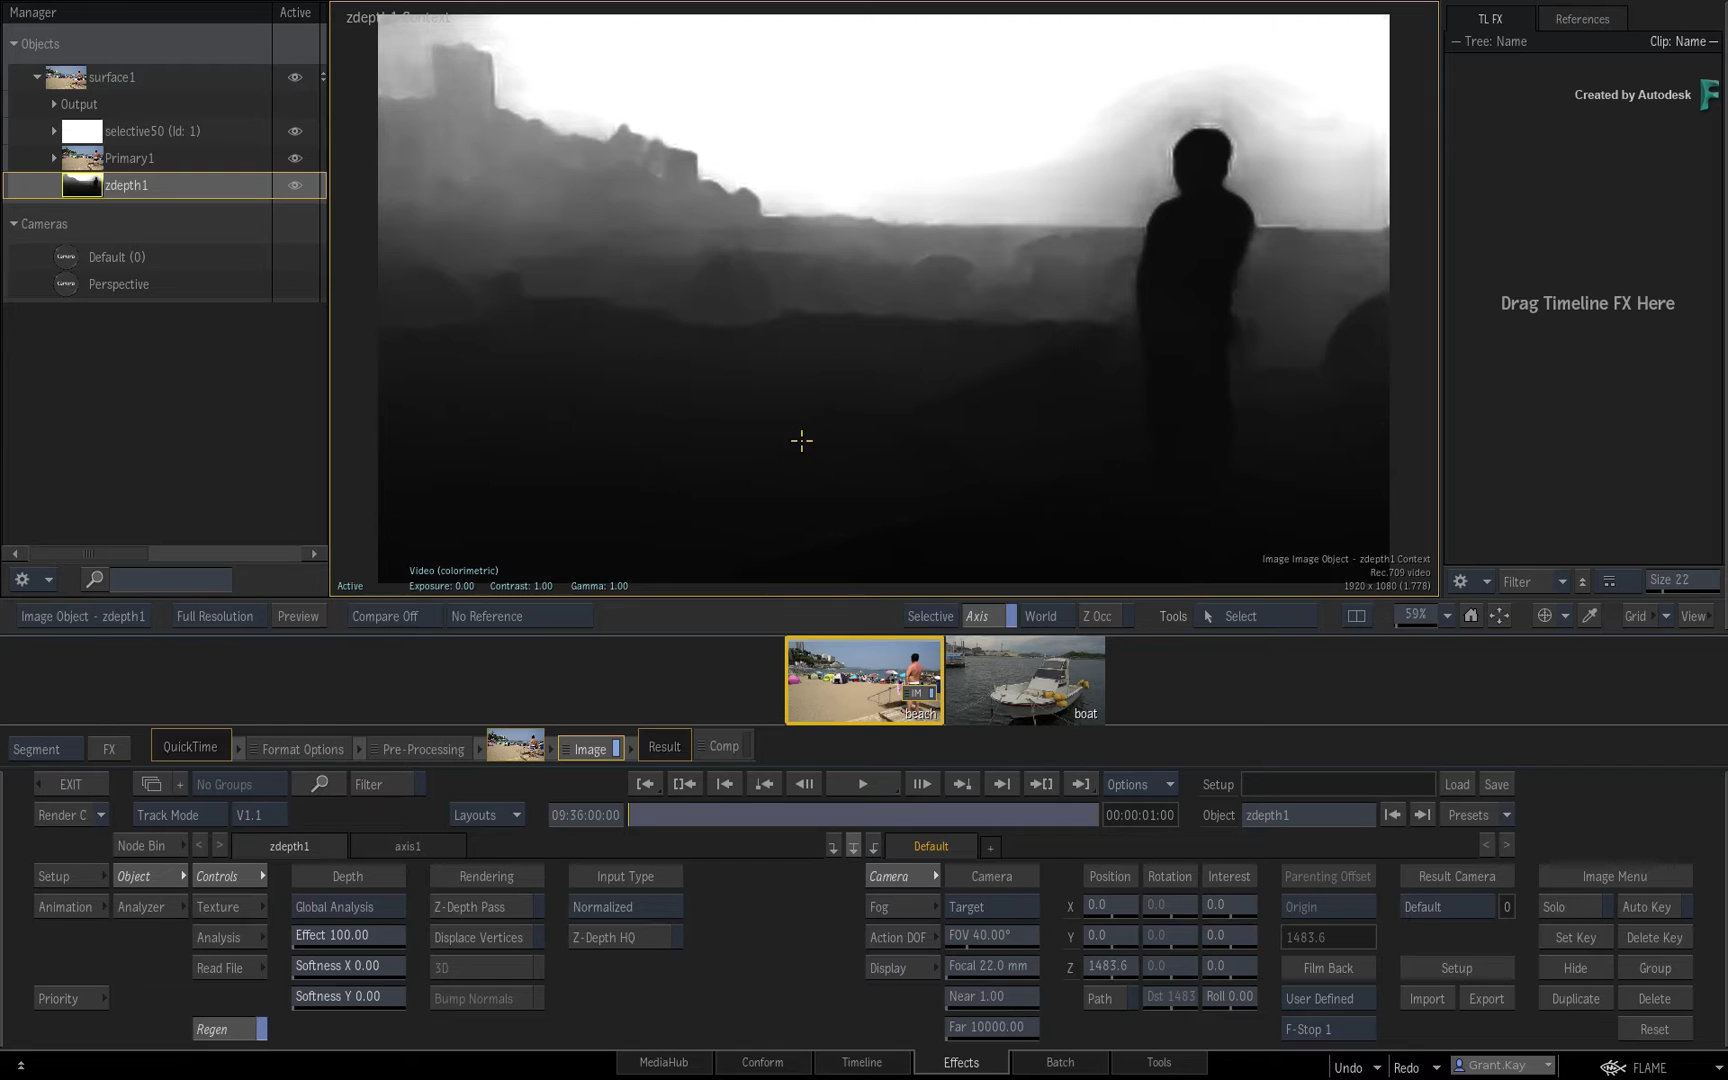 Manager
Active
Objects
surface1
Output
selective50 (Id: 1)
Primary1
zdepth1
Cameras
Default (0)
Perspective
zdepth1 Context
Video (colorimetric)
Active
Exposure: 0.00
Contrast: 1.00
Gamma: 1.00
Image Image Object - zdepth1 Context
Rec.709 video
1920 x 1080 (1.778)
TL FX
References
Tree: Name
Clip: Name
Created by Autodesk
Drag Timeline FX Here
Filter
Size 22
Image Object - zdepth1
Full Resolution
Preview
Compare Off
No Reference
Selective
Axis
World
Z Occ
Tools
Select
59%
Grid
View
IM
beach
boat
Segment
FX
QuickTime
Format Options
Pre-Processing
Image
Result
Comp
EXIT
No Groups
Filter
Options
Setup
Load
Save
Render C
Track Mode
V1.1
Layouts
09:36:00:00
00:00:01:00
Object
zdepth1
Presets
Node Bin
<
>
zdepth1
axis1
Default
+
<
>
Setup
Object
Controls
Depth
Rendering
Input Type
Camera
Camera
Position
Rotation
Interest
Parenting Offset
Result Camera
Image Menu
Animation
Analyzer
Texture
Global Analysis
Z-Depth Pass
Normalized
Fog
Target
X
0.0
0.0
0.0
Origin
Default
0
Solo
Auto Key
Analysis
Effect 100.00
Displace Vertices
Z-Depth HQ
Action DOF
FOV 40.00°
Y
0.0
0.0
0.0
1483.6
Set Key
Delete Key
Read File
Softness X 0.00
3D
Display
Focal 22.0 mm
Z
1483.6
0.0
0.0
Film Back
Setup
Hide
Group
Priority
Softness Y 0.00
Bump Normals
Near 1.00
Path
Dst 1483
Roll 0.00
User Defined
Import
Export
Duplicate
Delete
Regen
Far 10000.00
F-Stop 1
Reset
MediaHub
Conform
Timeline
Effects
Batch
Tools
Undo
Redo
Grant.Kay
FLAME